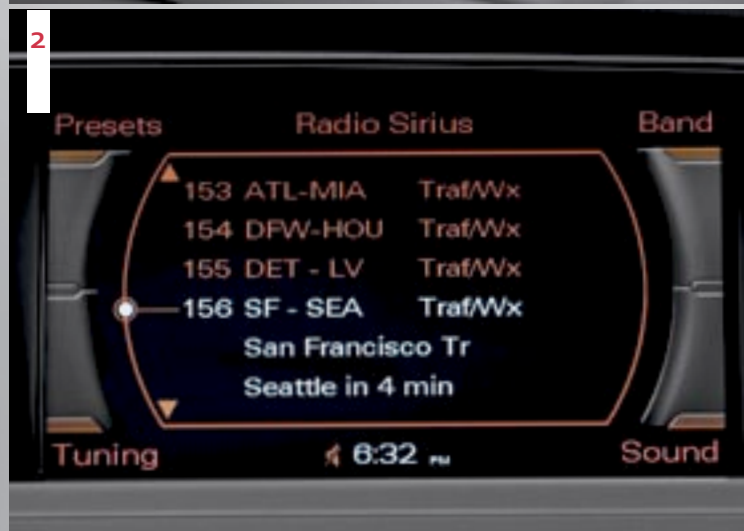 2
Presets Radio Sirius Band
153 ATL-MIA Traf/Wx
154 DFW-HOU Traf/Wx
155 DET - LV Traf/Wx
156 SF - SEA Traf/Wx
San Francisco Tr
Seattle in 4 min
Tuning 6:32 PM Sound